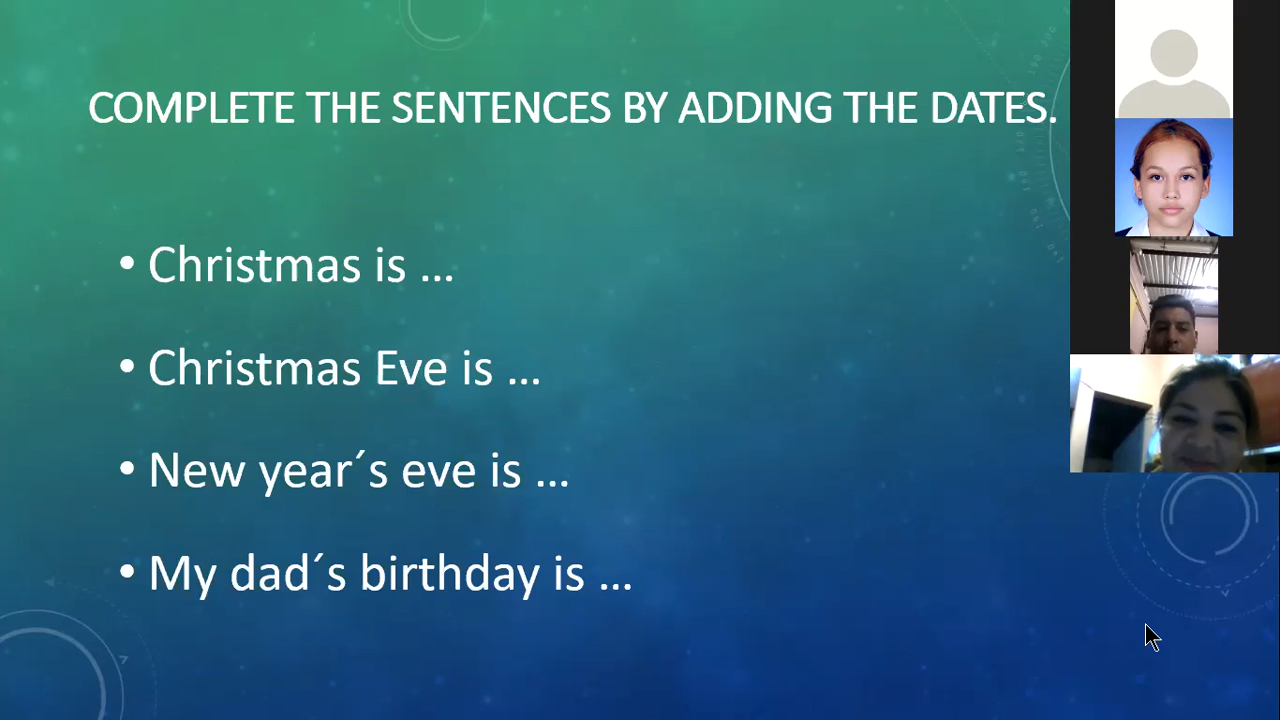 COMPLETE THE SENTENCES BY ADDING THE DATES.
• Christmas is …
• Christmas Eve is …
• New year´s eve is …
• My dad´s birthday is …